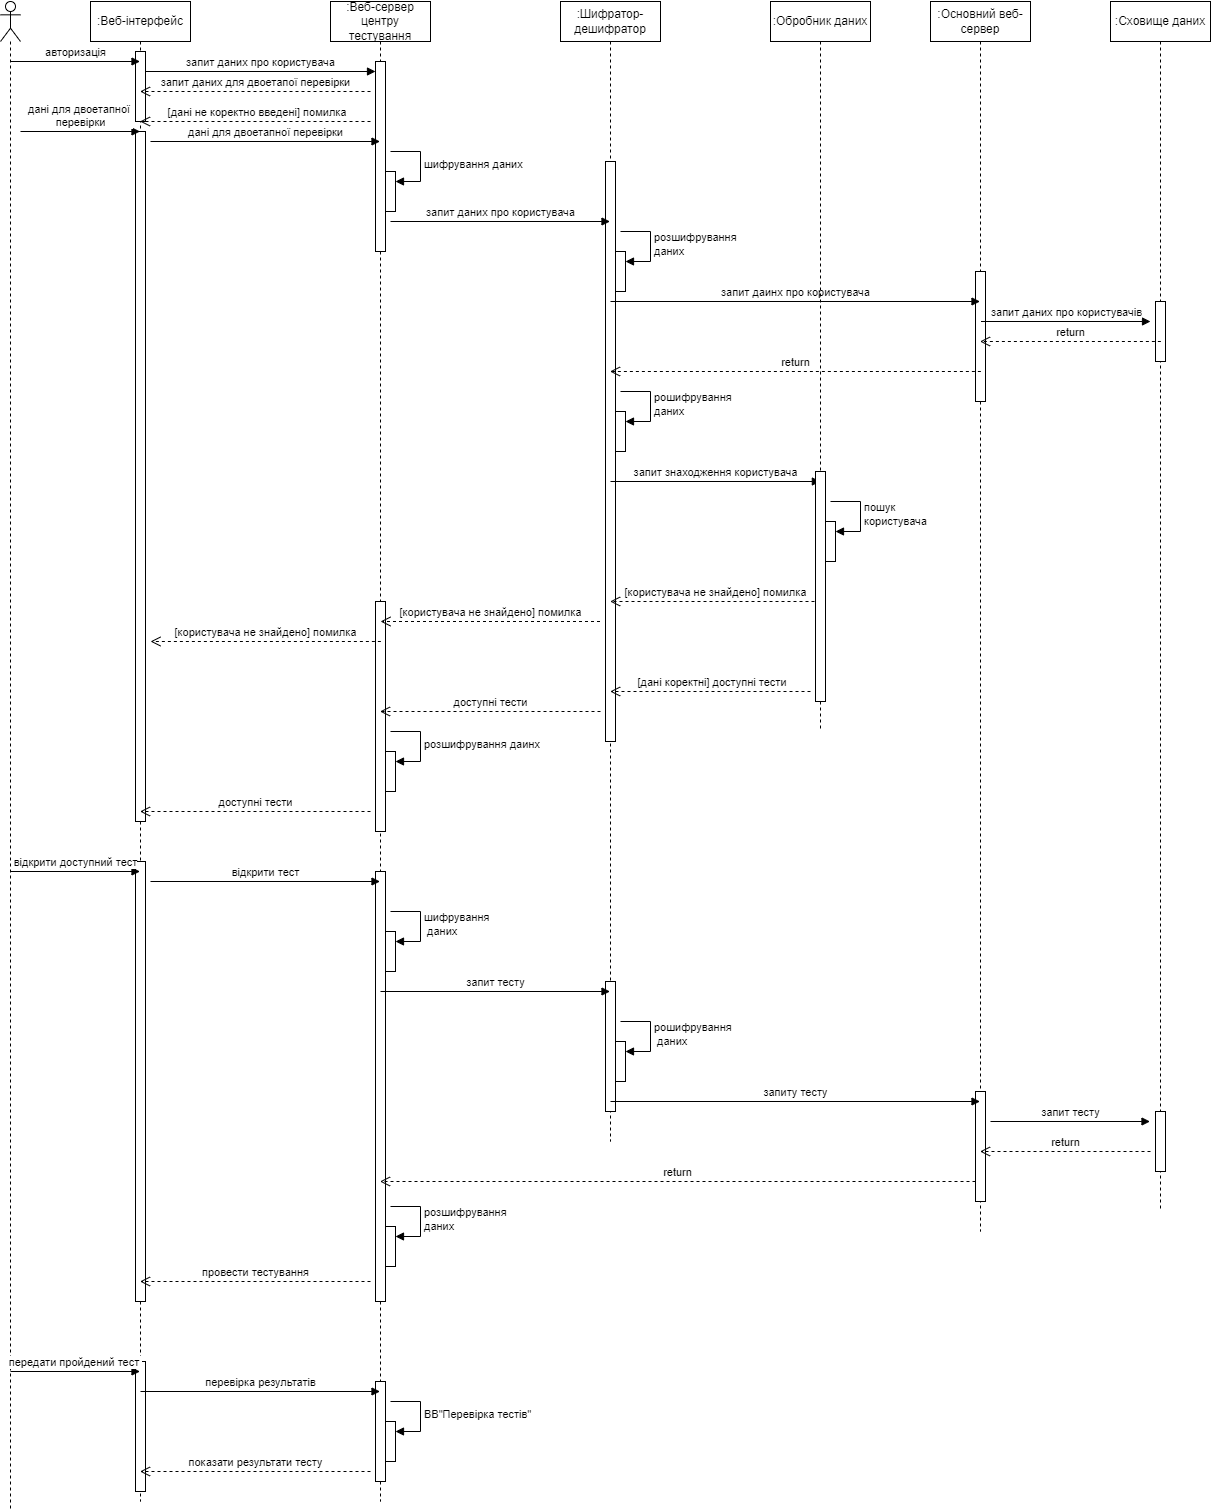 :Веб-інтерфейс
:Веб-сервер
центру
тестування
:Шифратор-
дешифратор
:Обробник даних
:Основний веб-
сервер
:Сховище даних
авторизація
запит даних про користувача
запит даних для двоетапої перевірки
[дані не коректно введені] помилка
дані для двоетапної
перевірки
дані для двоетапної перевірки
шифрування даних
запит даних про користувача
розшифрування
даних
запит даинх про користувача
запит даних про користувачів
return
return
рошифрування
даних
запит знаходження користувача
пошук
користувача
[користувача не знайдено] помилка
[користувача не знайдено] помилка
[користувача не знайдено] помилка
[дані коректні] доступні тести
доступні тести
розшифрування даинх
доступні тести
відкрити доступний тест
відкрити тест
шифрування
даних
запит тесту
рошифрування
даних
запиту тесту
запит тесту
return
return
розшифрування
даних
провести тестування
передати пройдений тест
перевірка результатів
ВВ"Перевірка тестів"
показати результати тесту